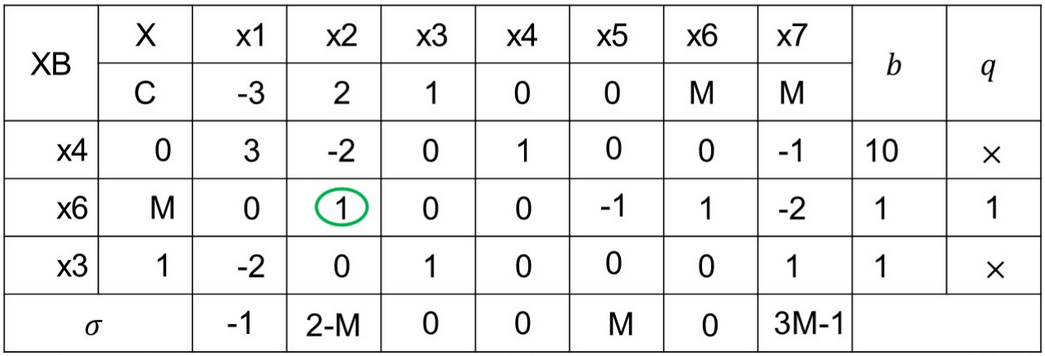 XB X x1 x2 x3 x4 x5 x6 x7 b q
C -3 2 1 0 0 M M
x4 0 3 -2 0 1 0 0 -1 10 ×
x6 M 0 1 0 0 -1 1 -2 1 1
x3 1 -2 0 1 0 0 0 1 1 ×
σ -1 2-M 0 0 M 0 3M-1